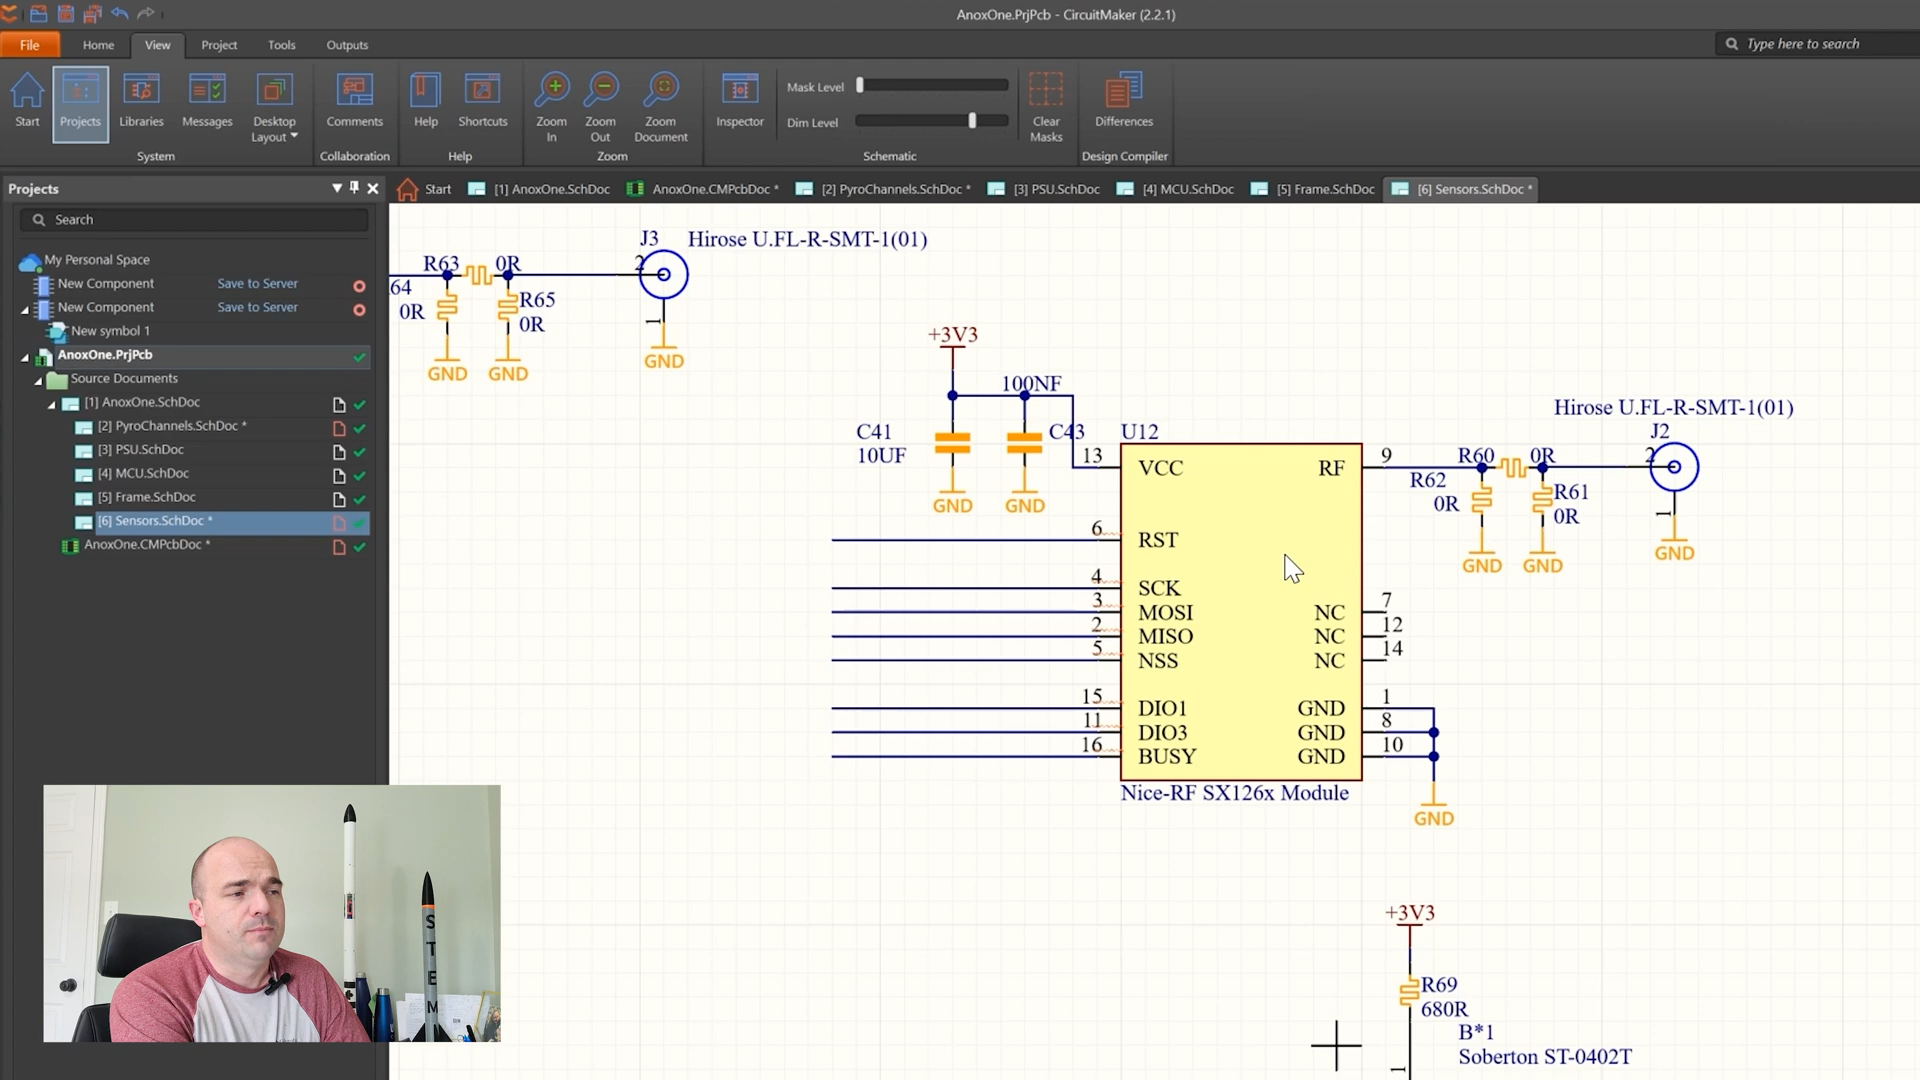 AnoxOne.PrjPcb - CircuitMaker (2.2.1)
File
Home
View
Project
Tools
Outputs
Type here to search
Start
Projects
Libraries
Messages
Desktop Layout
Comments
Help
Shortcuts
Zoom In
Zoom Out
Zoom Document
Inspector
Mask Level
Dim Level
Clear Masks
Differences
System
Collaboration
Help
Zoom
Schematic
Design Compiler
Projects
Start
[1] AnoxOne.SchDoc
AnoxOne.CMPcbDoc *
[2] PyroChannels.SchDoc *
[3] PSU.SchDoc
[4] MCU.SchDoc
[5] Frame.SchDoc
[6] Sensors.SchDoc *
Search
My Personal Space
New Component Save to Server
New Component Save to Server
New symbol 1
AnoxOne.PrjPcb
Source Documents
[1] AnoxOne.SchDoc
[2] PyroChannels.SchDoc *
[3] PSU.SchDoc
[4] MCU.SchDoc
[5] Frame.SchDoc
[6] Sensors.SchDoc *
AnoxOne.CMPcbDoc *
J3 Hirose U.FL-R-SMT-1(01)
R63 0R 2
64
0R
R65
0R
1
GND GND GND
+3V3
100NF
C41
10UF
C43
GND GND
U12
13 VCC
6 RST
4 SCK
3 MOSI
2 MISO
5 NSS
15 DIO1
11 DIO3
16 BUSY
RF 9
NC 7
NC 12
NC 14
GND 1
GND 8
GND 10
Nice-RF SX126x Module
GND
Hirose U.FL-R-SMT-1(01)
J2
R60 0R 2
R62
0R
R61
0R
1
GND GND GND
+3V3
R69
680R
B*1
Soberton ST-0402T
1
STEM